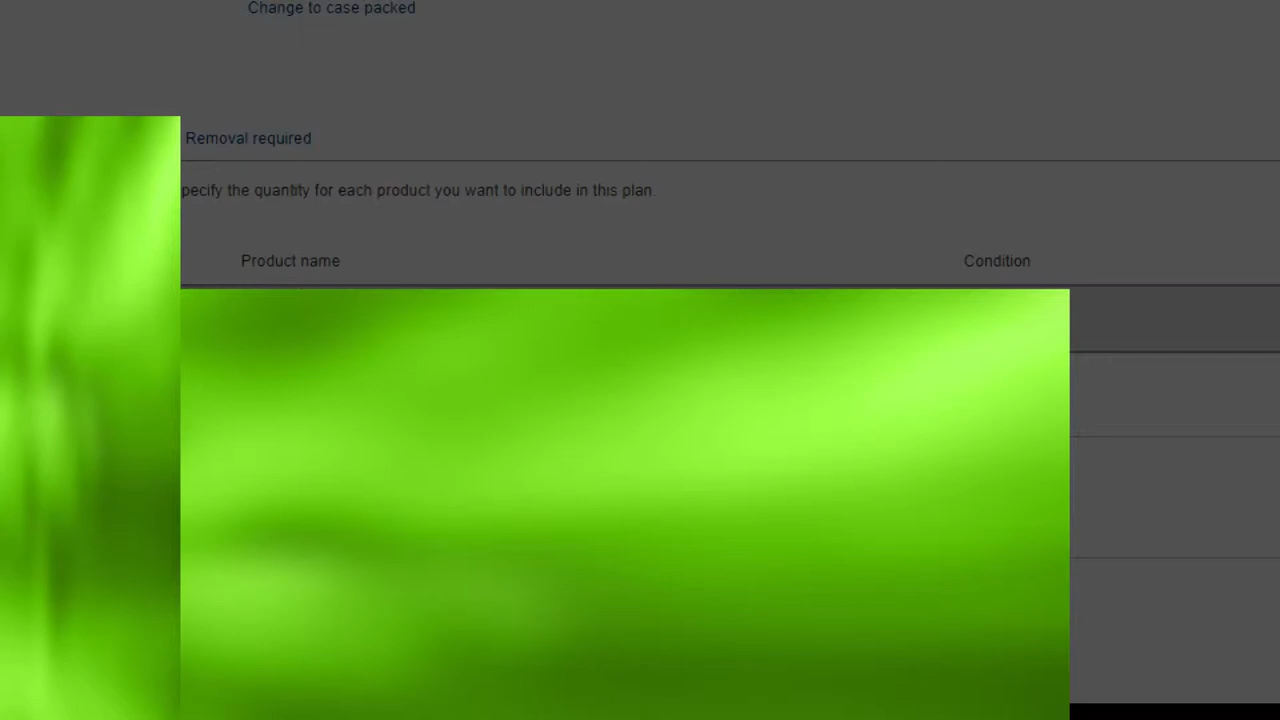 Change to case packed
Removal required
pecify the quantity for each product you want to include in this plan.
Product name Condition